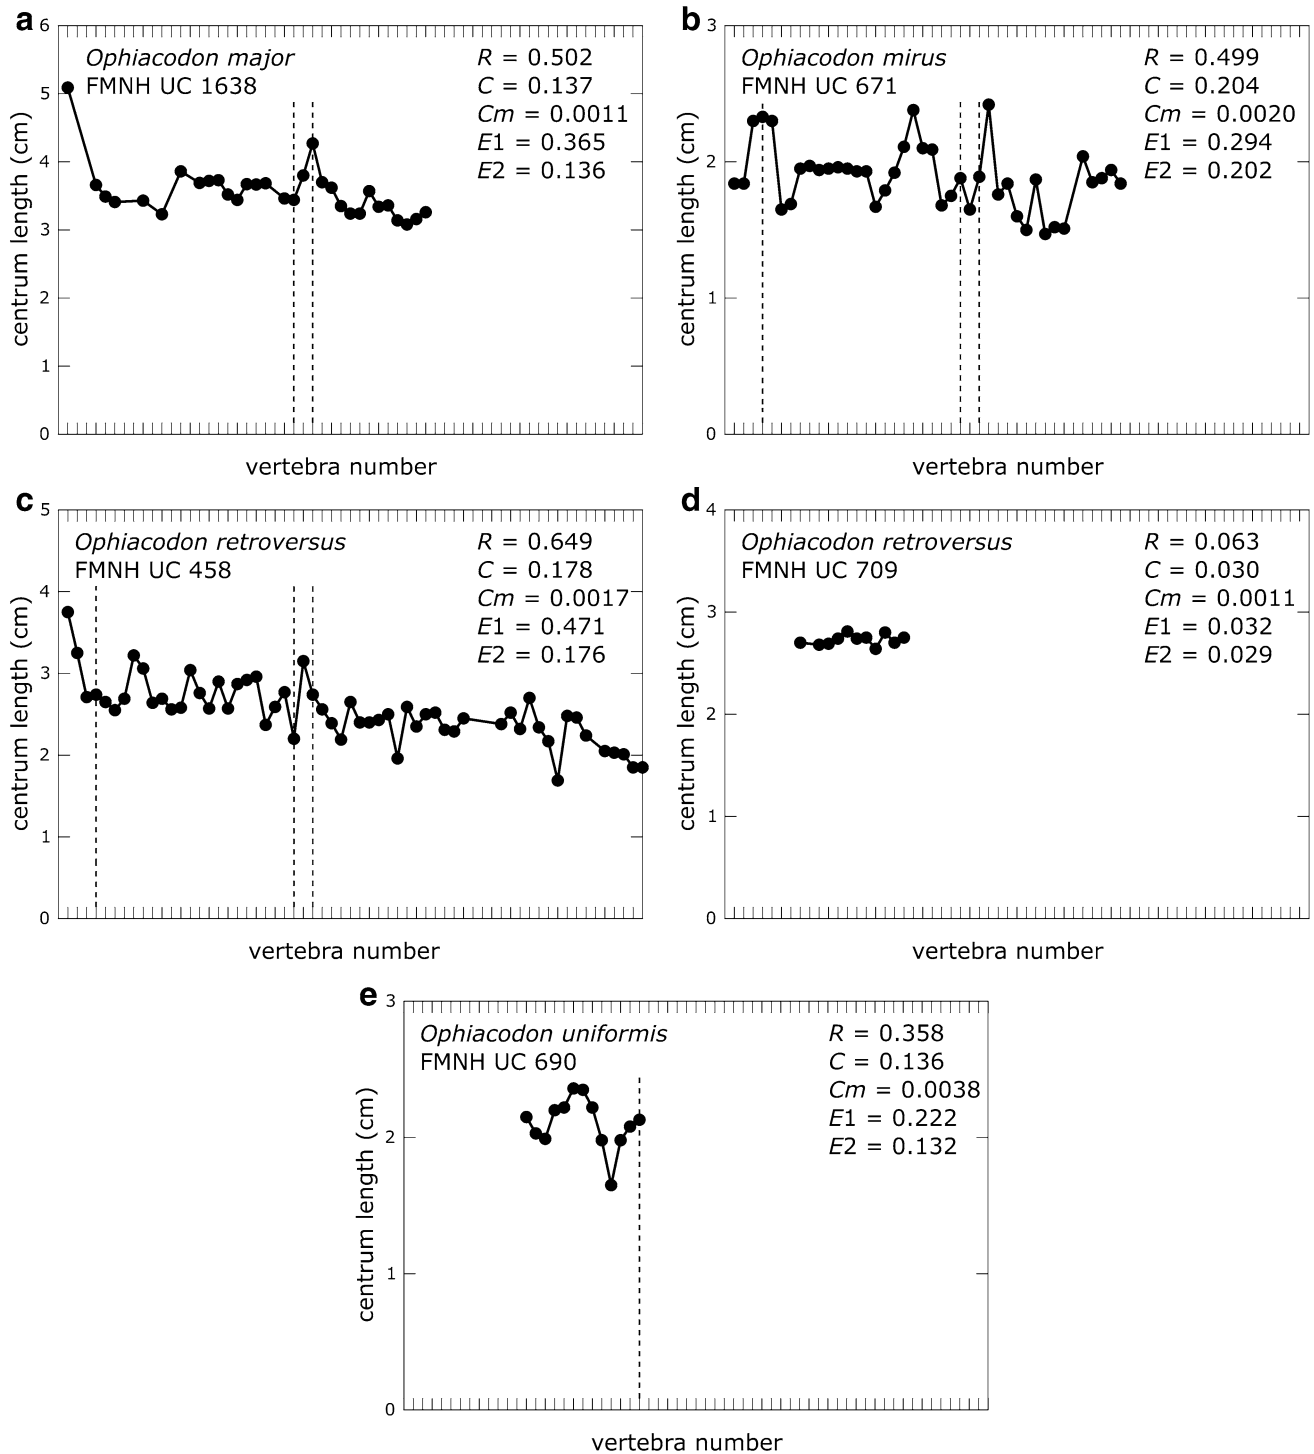 a
6
5
4
3
2
1
0
centrum length (cm)
Ophiacodon major
FMNH UC 1638
R = 0.502
C = 0.137
Cm = 0.0011
E1 = 0.365
E2 = 0.136
vertebra number
b
3
2
1
0
centrum length (cm)
Ophiacodon mirus
FMNH UC 671
R = 0.499
C = 0.204
Cm = 0.0020
E1 = 0.294
E2 = 0.202
vertebra number
c
5
4
3
2
1
0
centrum length (cm)
Ophiacodon retroversus
FMNH UC 458
R = 0.649
C = 0.178
Cm = 0.0017
E1 = 0.471
E2 = 0.176
vertebra number
d
4
3
2
1
0
centrum length (cm)
Ophiacodon retroversus
FMNH UC 709
R = 0.063
C = 0.030
Cm = 0.0011
E1 = 0.032
E2 = 0.029
vertebra number
e
3
2
1
0
centrum length (cm)
Ophiacodon uniformis
FMNH UC 690
R = 0.358
C = 0.136
Cm = 0.0038
E1 = 0.222
E2 = 0.132
vertebra number